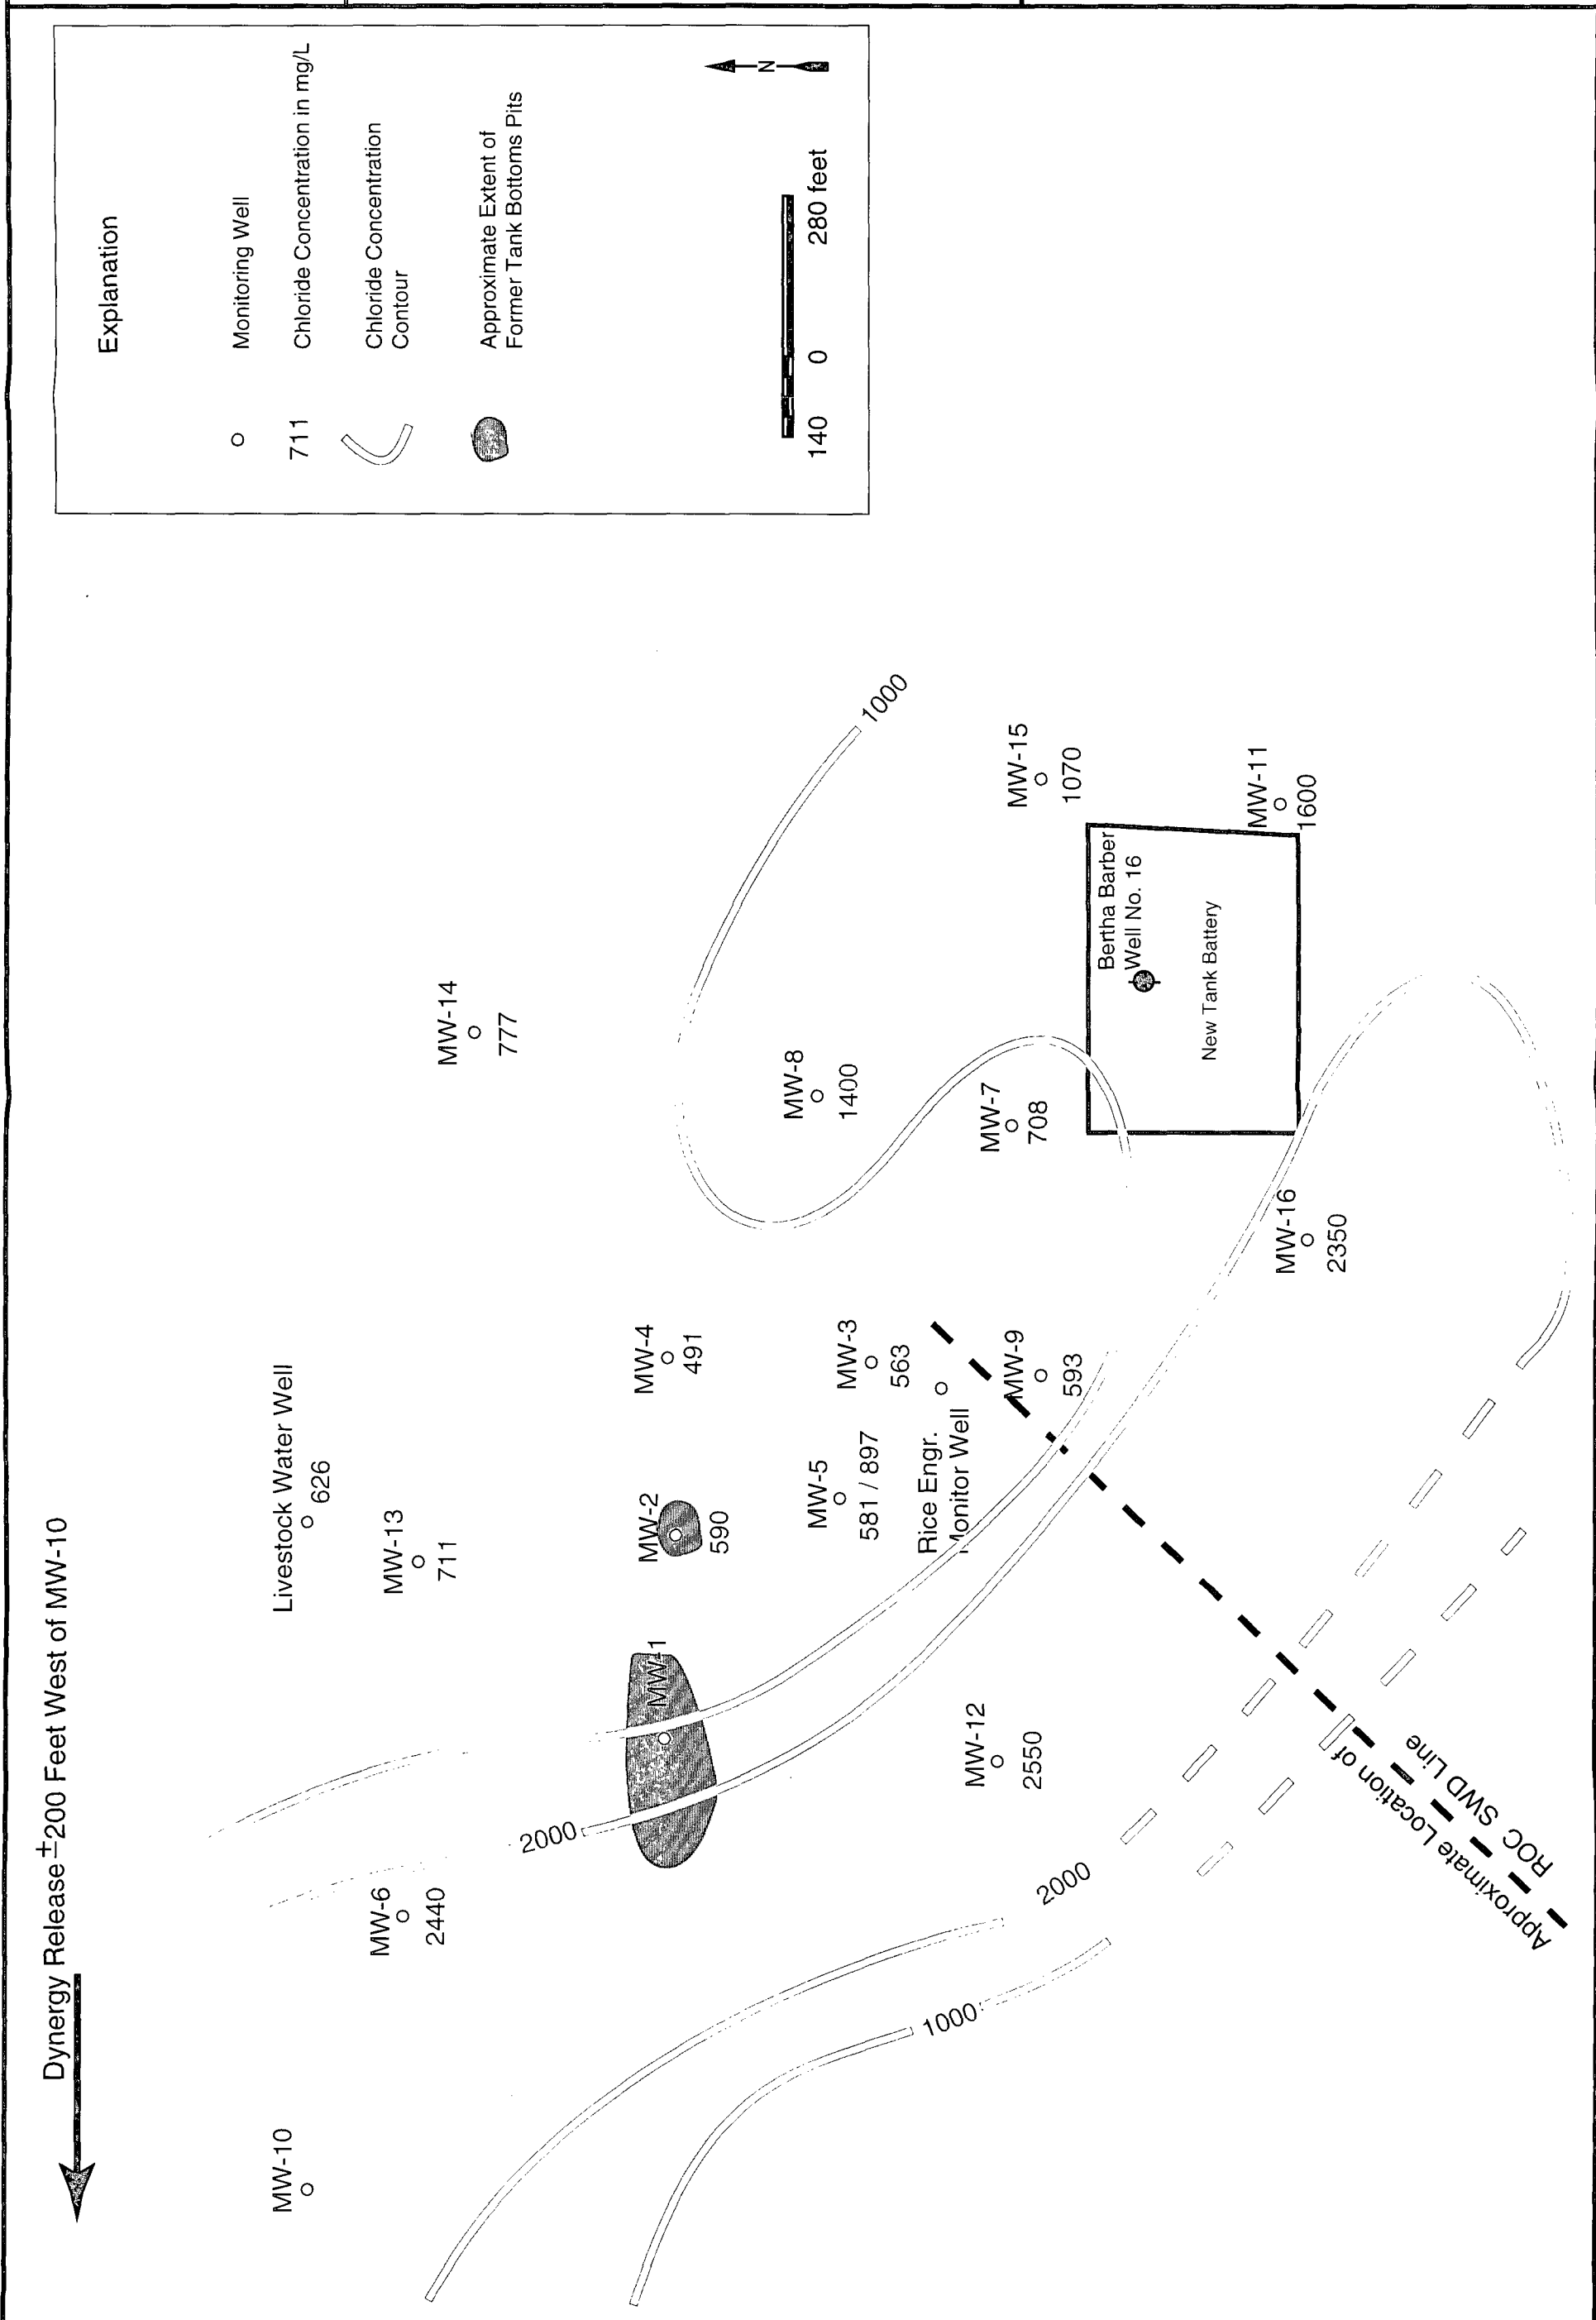 Dynergy Release ±200 Feet West of MW-10
Explanation
Monitoring Well
711
Chloride Concentration in mg/L
Chloride Concentration
Contour
Approximate Extent of
Former Tank Bottoms Pits
N
140 0 280 feet
MW-10
Livestock Water Well
626
MW-6
2440
MW-13
711
MW-14
777
2000
MW-1
MW-2
590
MW-4
491
MW-5
581 / 897
MW-3
563
MW-8
1400
1000
Rice Engr.
Monitor Well
MW-9
593
MW-7
708
MW-15
1070
MW-12
2550
1000
2000
Bertha Barber
Well No. 16
New Tank Battery
MW-11
1600
MW-16
2350
Approximate Location of
ROC SWD Line